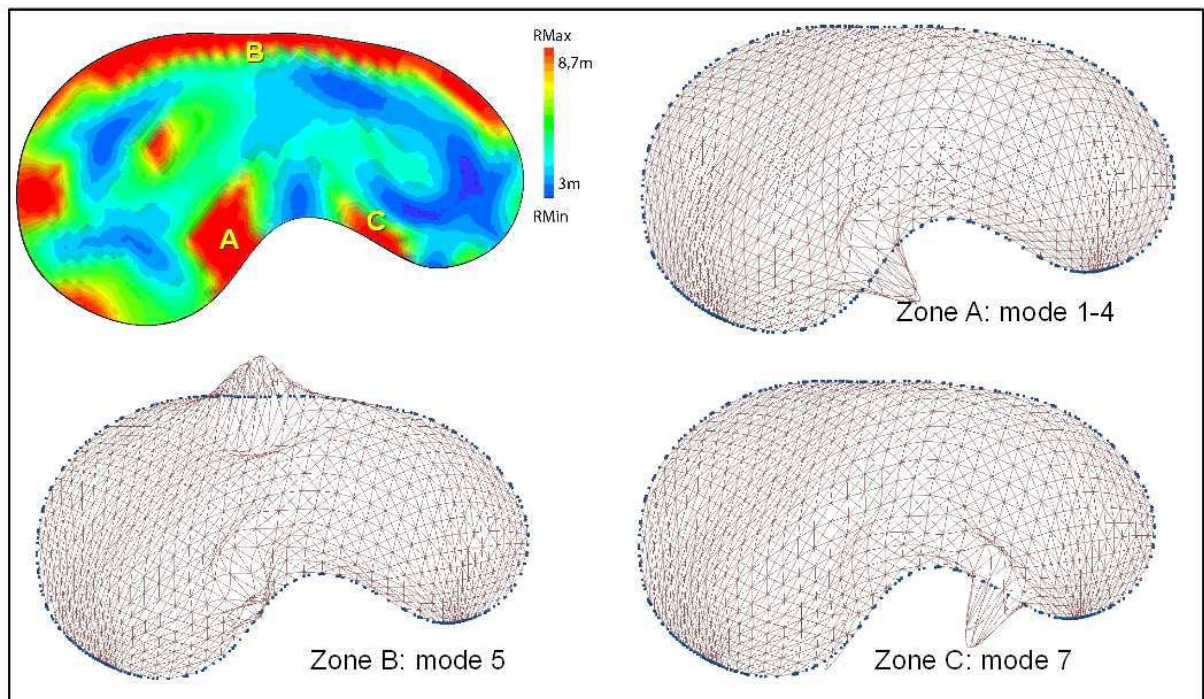 RMax
8,7m
3m
RMin
B
A
C
Zone A: mode 1-4
Zone B: mode 5
Zone C: mode 7